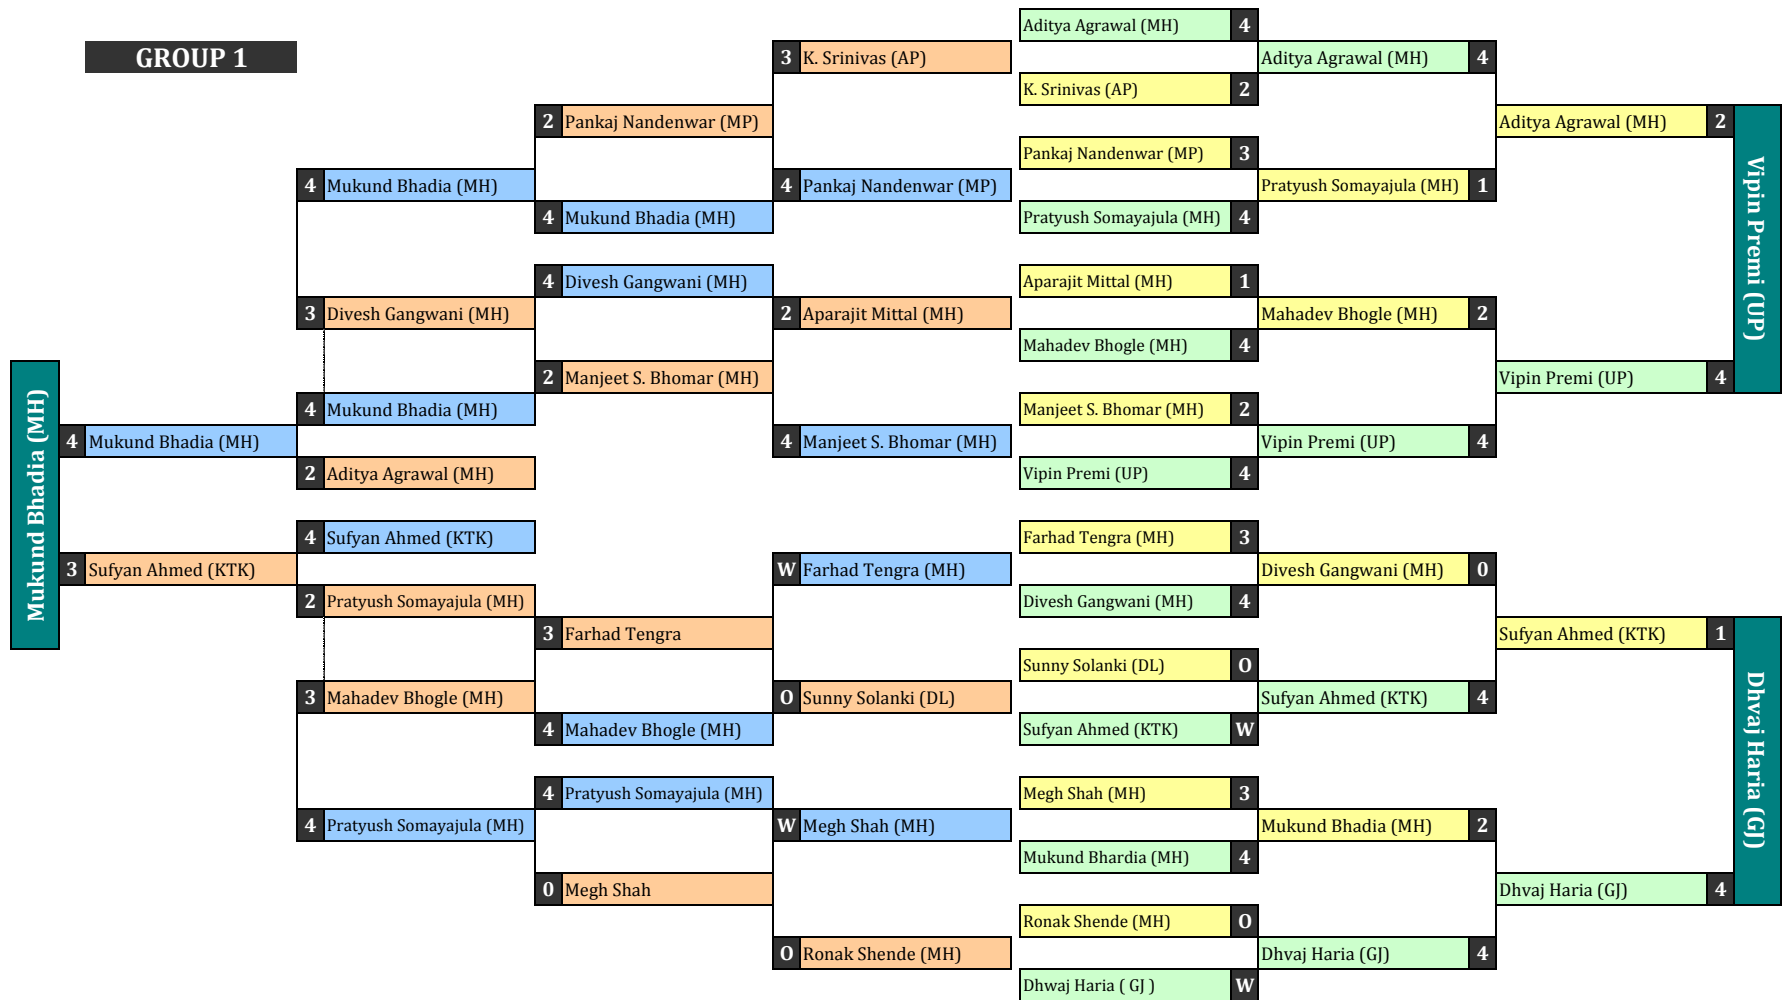 Aditya Agrawal (MH) 4
GROUP 1
3 K. Srinivas (AP)
Aditya Agrawal (MH) 4
K. Srinivas (AP) 2
2 Pankaj Nandenwar (MP)
Aditya Agrawal (MH) 2
Pankaj Nandenwar (MP) 3
4 Mukund Bhadia (MH)
4 Pankaj Nandenwar (MP)
Pratyush Somayajula (MH) 1
Vipin Premi (UP)
4 Mukund Bhadia (MH)
Pratyush Somayajula (MH) 4
4 Divesh Gangwani (MH)
Aparajit Mittal (MH) 1
3 Divesh Gangwani (MH)
2 Aparajit Mittal (MH)
Mahadev Bhogle (MH) 2
Mahadev Bhogle (MH) 4
2 Manjeet S. Bhomar (MH)
Vipin Premi (UP) 4
4 Mukund Bhadia (MH)
Manjeet S. Bhomar (MH) 2
Mukund Bhadia (MH)
4 Mukund Bhadia (MH)
4 Manjeet S. Bhomar (MH)
Vipin Premi (UP) 4
2 Aditya Agrawal (MH)
Vipin Premi (UP) 4
4 Sufyan Ahmed (KTK)
Farhad Tengra (MH) 3
3 Sufyan Ahmed (KTK)
W Farhad Tengra (MH)
Divesh Gangwani (MH) 0
2 Pratyush Somayajula (MH)
Divesh Gangwani (MH) 4
3 Farhad Tengra
Sufyan Ahmed (KTK) 1
Sunny Solanki (DL) O
3 Mahadev Bhogle (MH)
O Sunny Solanki (DL)
Sufyan Ahmed (KTK) 4
4 Mahadev Bhogle (MH)
Sufyan Ahmed (KTK) W
Dhvaj Haria (GJ)
4 Pratyush Somayajula (MH)
Megh Shah (MH) 3
4 Pratyush Somayajula (MH)
W Megh Shah (MH)
Mukund Bhadia (MH) 2
Mukund Bhardia (MH) 4
0 Megh Shah
Dhvaj Haria (GJ) 4
Ronak Shende (MH) O
O Ronak Shende (MH)
Dhvaj Haria (GJ) 4
Dhwaj Haria ( GJ ) W